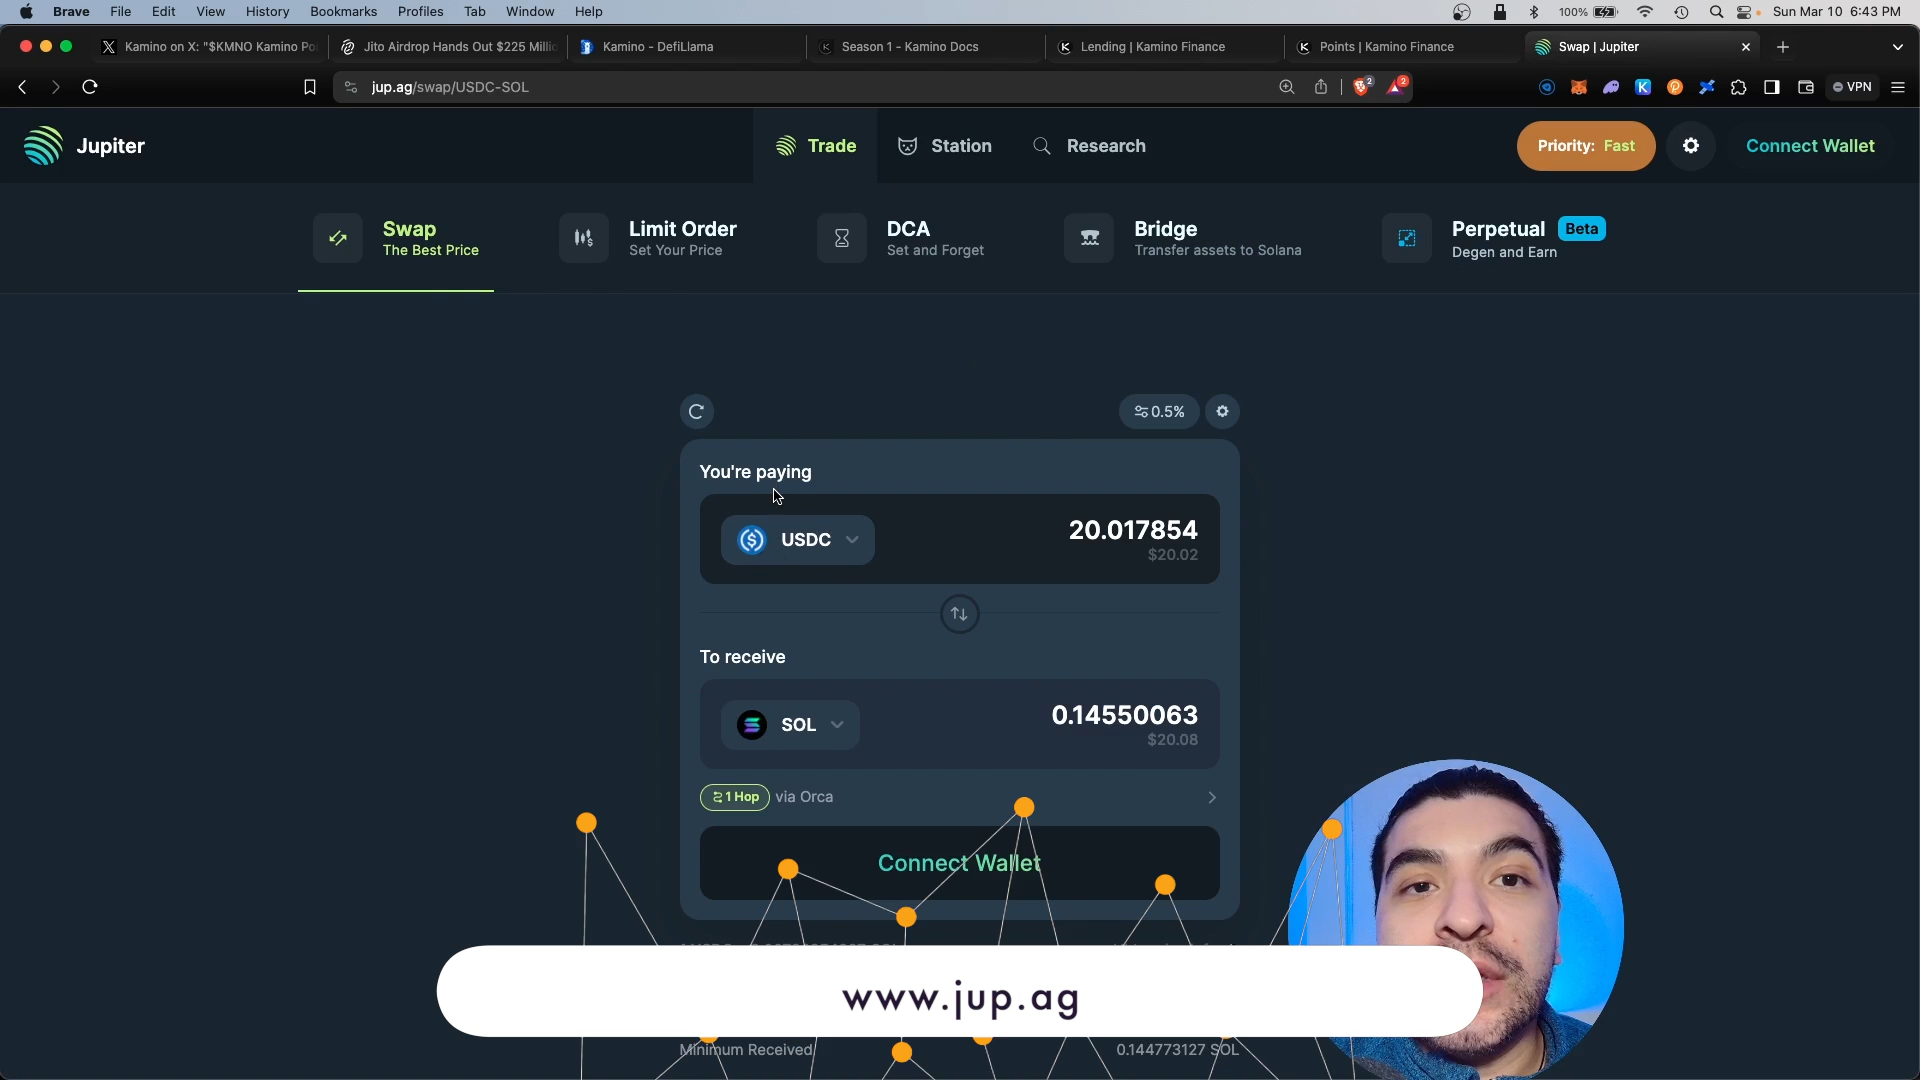 Brave File Edit View History Bookmarks Profiles Tab Window Help 100% Sun Mar 10 6:43 PM
Kamino on X: "$KMNO Kamino Po Jito Airdrop Hands Out $225 Millio Kamino - DefiLlama Season 1 - Kamino Docs Lending | Kamino Finance Points | Kamino Finance Swap | Jupiter
jup.ag/swap/USDC-SOL 2 2 VPN
Jupiter Trade Station Research Priority: Fast Connect Wallet
Swap Limit Order DCA Bridge Perpetual Beta
The Best Price Set Your Price Set and Forget Transfer assets to Solana Degen and Earn
0.5%
You're paying
USDC 20.017854
$20.02
To receive
SOL 0.14550063
$20.08
1 Hop via Orca
Connect Wallet
www.jup.ag
Minimum Received 0.144773127 SOL